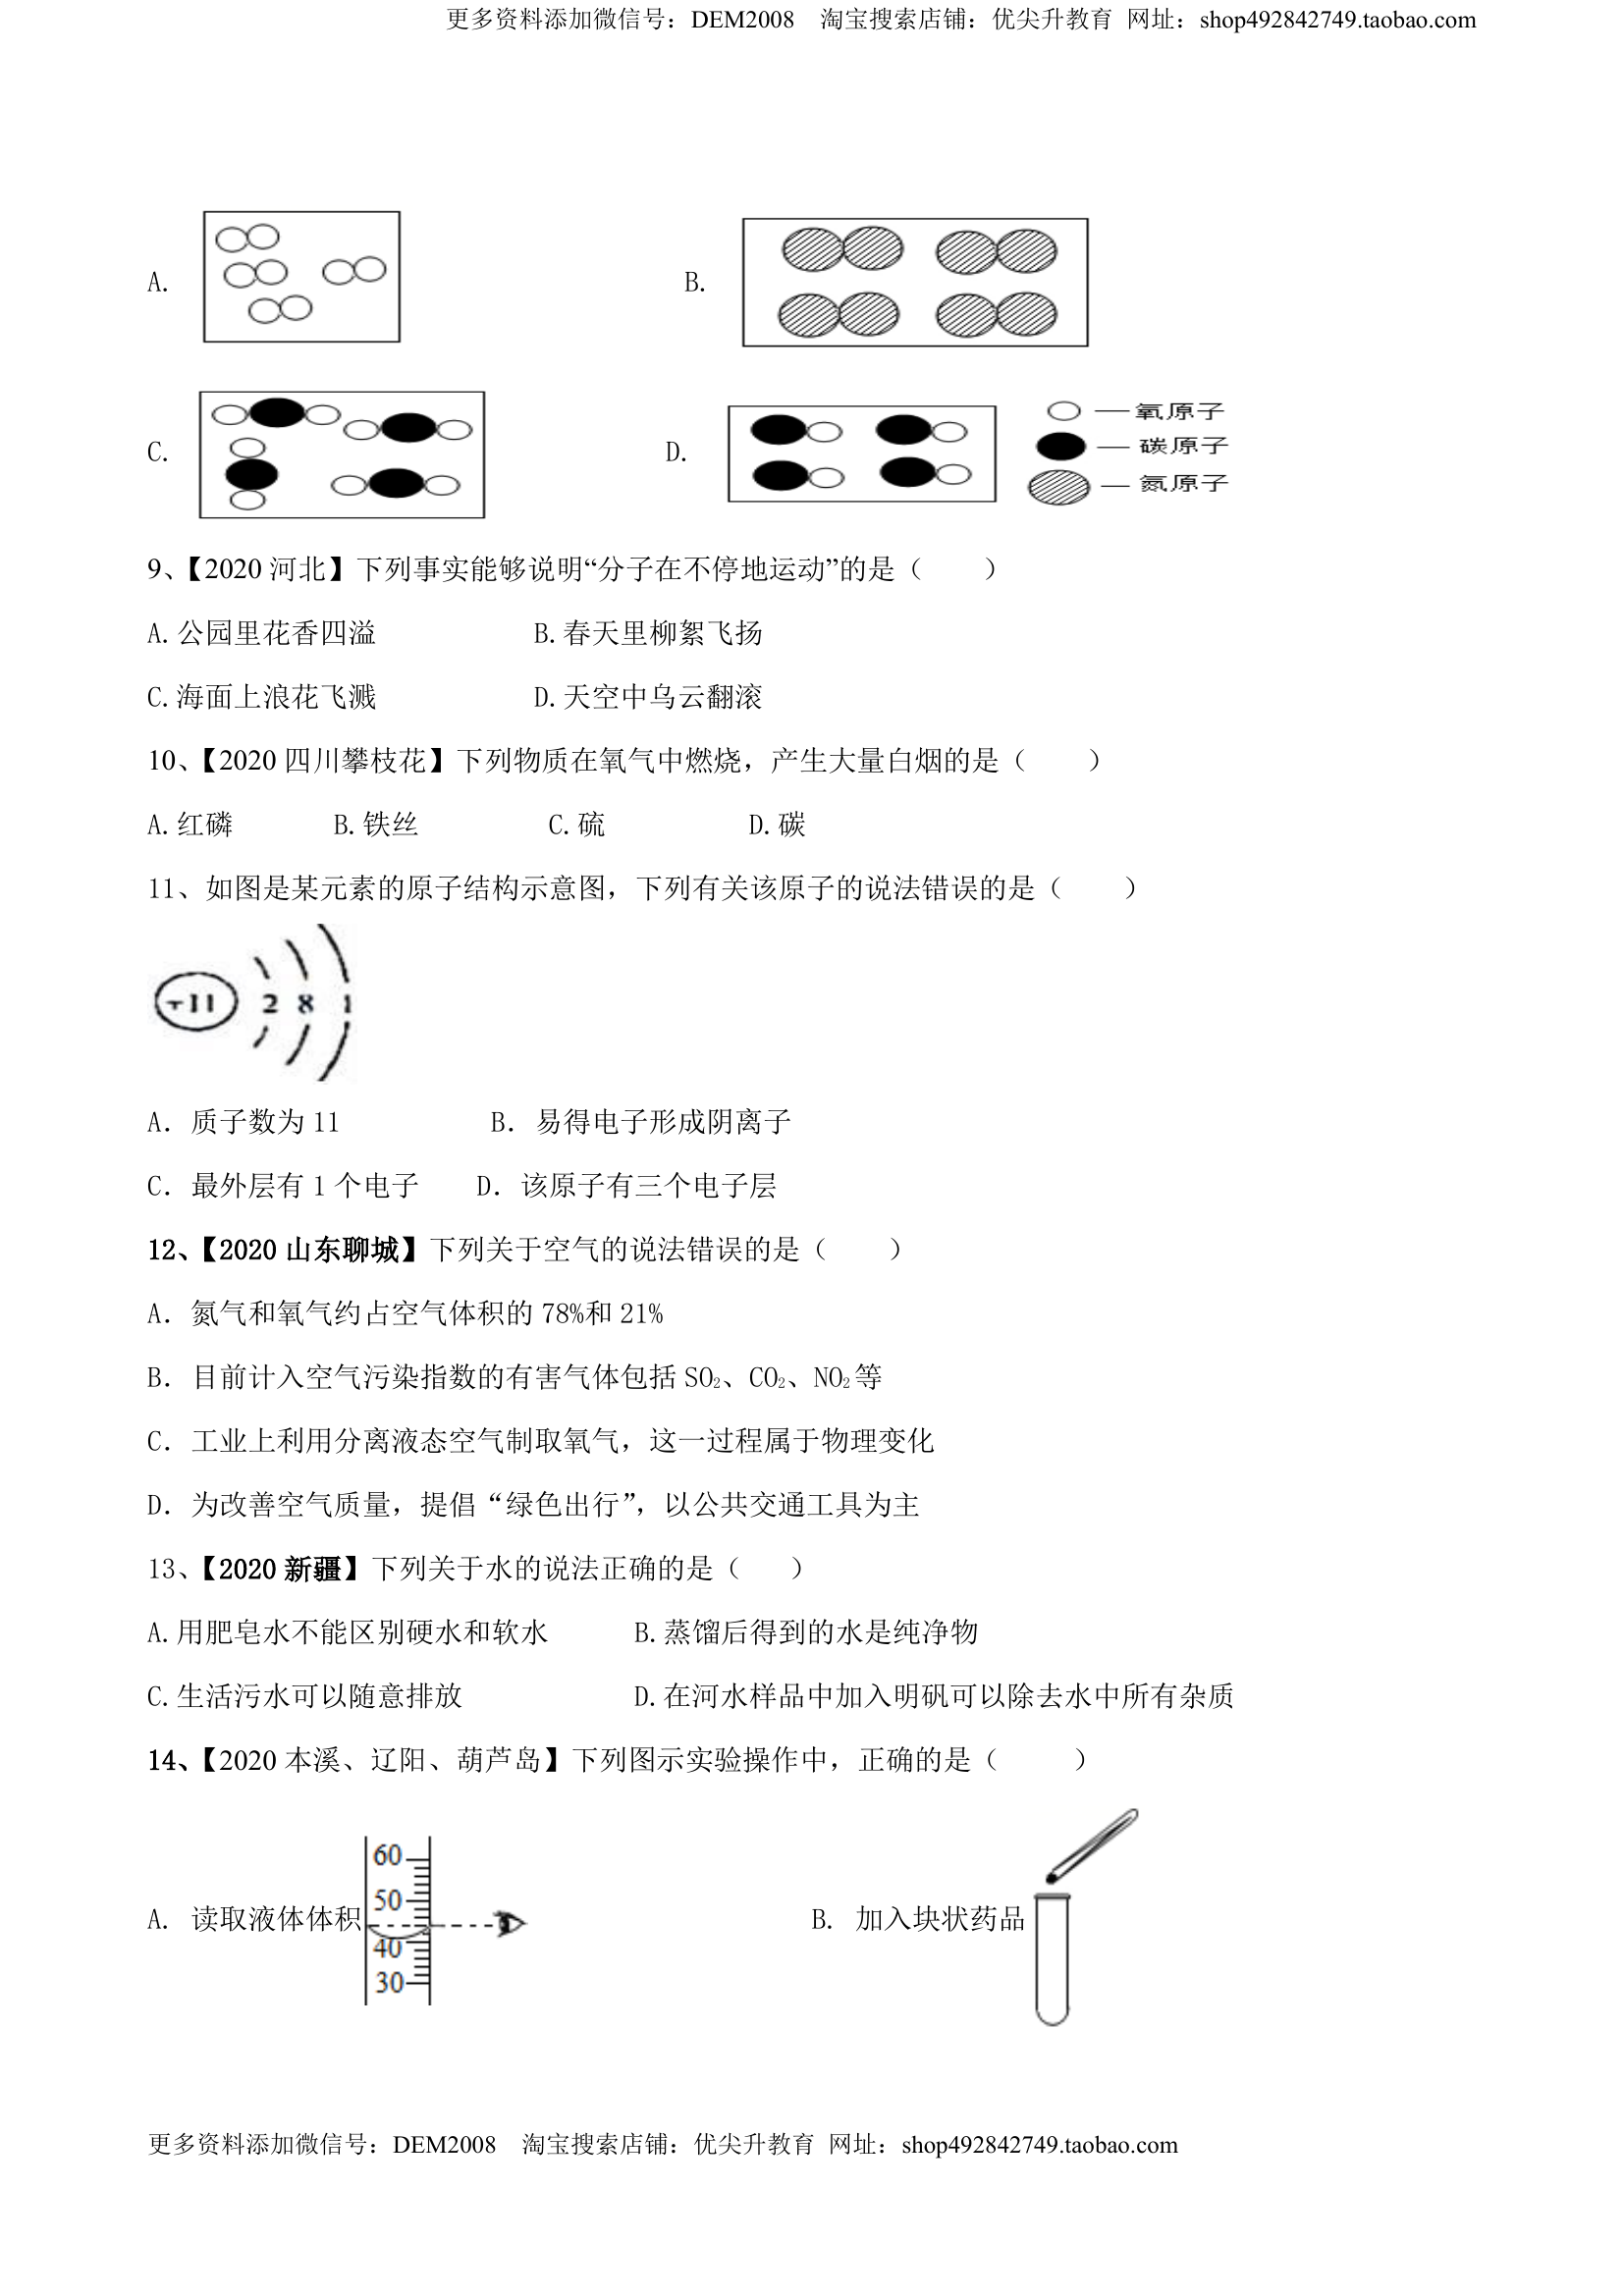 更多资料添加微信号：DEM2008 淘宝搜索店铺：优尖升教育 网址：shop492842749.taobao.com
A. B.
C. D. 氧原子
碳原子
氮原子
9、【2020 河北】下列事实能够说明“分子在不停地运动”的是（ ）
A.公园里花香四溢 B.春天里柳絮飞扬
C.海面上浪花飞溅 D.天空中乌云翻滚
10、【2020 四川攀枝花】下列物质在氧气中燃烧，产生大量白烟的是（ ）
A.红磷 B.铁丝 C.硫 D.碳
11、如图是某元素的原子结构示意图，下列有关该原子的说法错误的是（ ）
+11 2 8 1
A．质子数为 11 B．易得电子形成阴离子
C．最外层有 1 个电子 D．该原子有三个电子层
12、【2020 山东聊城】下列关于空气的说法错误的是（ ）
A．氮气和氧气约占空气体积的 78%和 21%
B．目前计入空气污染指数的有害气体包括 SO₂、CO₂、NO₂ 等
C．工业上利用分离液态空气制取氧气，这一过程属于物理变化
D．为改善空气质量，提倡“绿色出行”，以公共交通工具为主
13、【2020 新疆】下列关于水的说法正确的是（ ）
A.用肥皂水不能区别硬水和软水 B.蒸馏后得到的水是纯净物
C.生活污水可以随意排放 D.在河水样品中加入明矾可以除去水中所有杂质
14、【2020 本溪、辽阳、葫芦岛】下列图示实验操作中，正确的是（ ）
60
50
A. 读取液体体积 B. 加入块状药品
40
30
更多资料添加微信号：DEM2008 淘宝搜索店铺：优尖升教育 网址：shop492842749.taobao.com